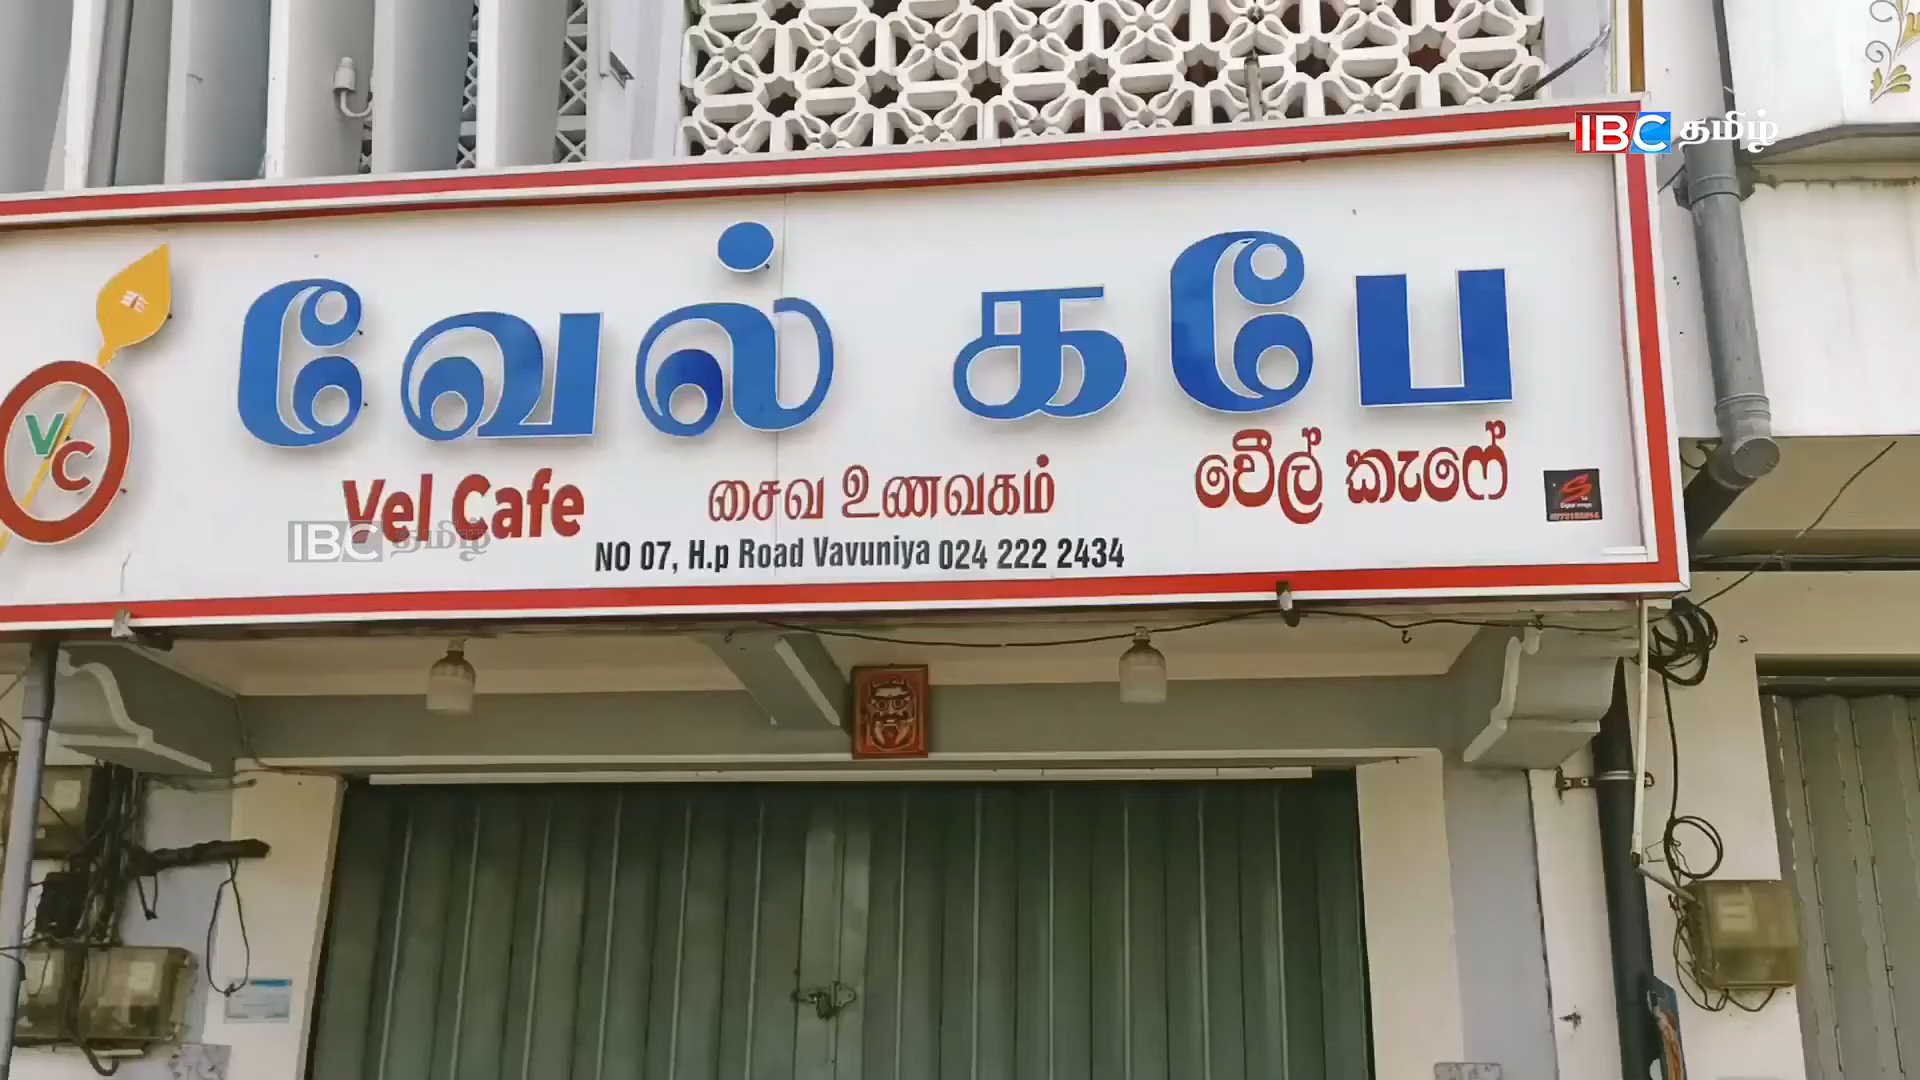 IBC தமிழ்
வேல் கபே
VC
Vel Cafe சைவ உணவகம் වේල් කැෆේ
IBC தமிழ்
NO 07, H.p Road Vavuniya 024 222 2434